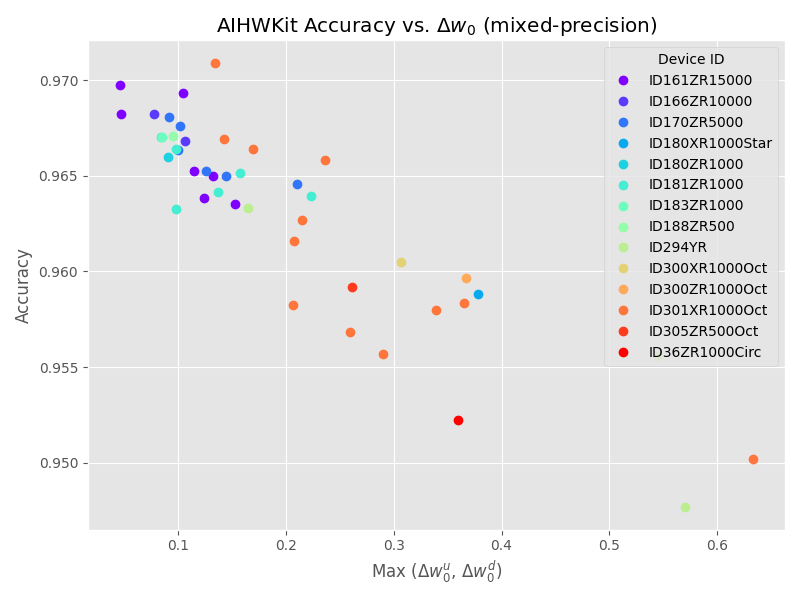 AIHWKit Accuracy vs. Δw₀ (mixed-precision)
Device ID
ID161ZR15000
ID166ZR10000
ID170ZR5000
ID180XR1000Star
ID180ZR1000
ID181ZR1000
ID183ZR1000
ID188ZR500
ID294YR
ID300XR1000Oct
ID300ZR1000Oct
ID301XR1000Oct
ID305ZR500Oct
ID36ZR1000Circ
Accuracy
0.970
0.965
0.960
0.955
0.950
0.1 0.2 0.3 0.4 0.5 0.6
Max (Δw₀ᵘ, Δw₀ᵈ)